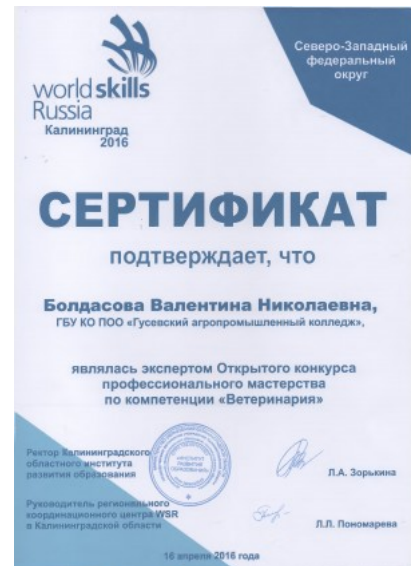 world skills
Russia
Калининград
2016
Северо-Западный
федеральный
округ
СЕРТИФИКАТ
подтверждает, что
Болдасова Валентина Николаевна,
ГБУ КО ПОО «Гусевский агропромышленный колледж»,
являлась экспертом Открытого конкурса
профессионального мастерства
по компетенции «Ветеринария»
Ректор Калининградского
областного института
развития образования
Л.А. Зорькина
Руководитель регионального
координационного центра WSR
в Калининградской области
Л.Л. Пономарева
16 апреля 2016 года